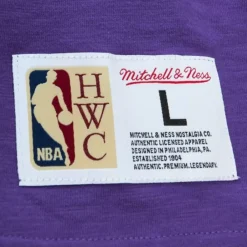 Mitchell & Ness
NBA
H
W
C
L
MITCHELL & NESS NOSTALGIA CO.
AUTHENTIC LICENSED APPAREL
DESIGNED IN PHILADELPHIA, PA
ESTABLISHED 1904
AUTHENTIC, PREMIUM, LEGENDARY.